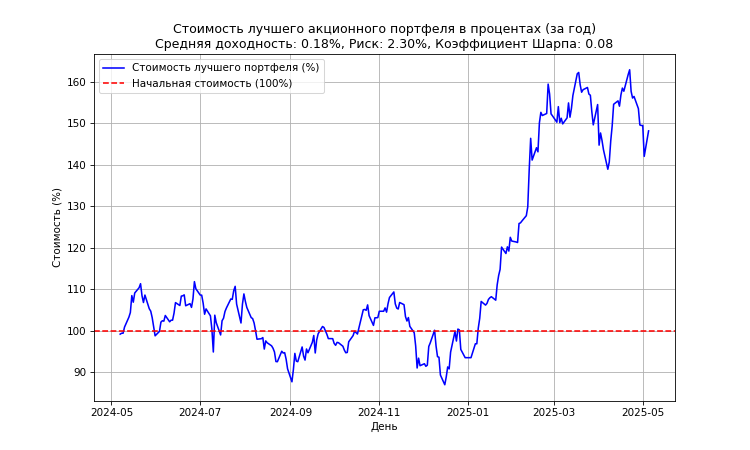 Стоимость лучшего акционного портфеля в процентах (за год)
Средняя доходность: 0.18%, Риск: 2.30%, Коэффициент Шарпа: 0.08
Стоимость лучшего портфеля (%)
Начальная стоимость (100%)
Стоимость (%)
160
150
140
130
120
110
100
90
2024-05
2024-07
2024-09
2024-11
2025-01
2025-03
2025-05
День